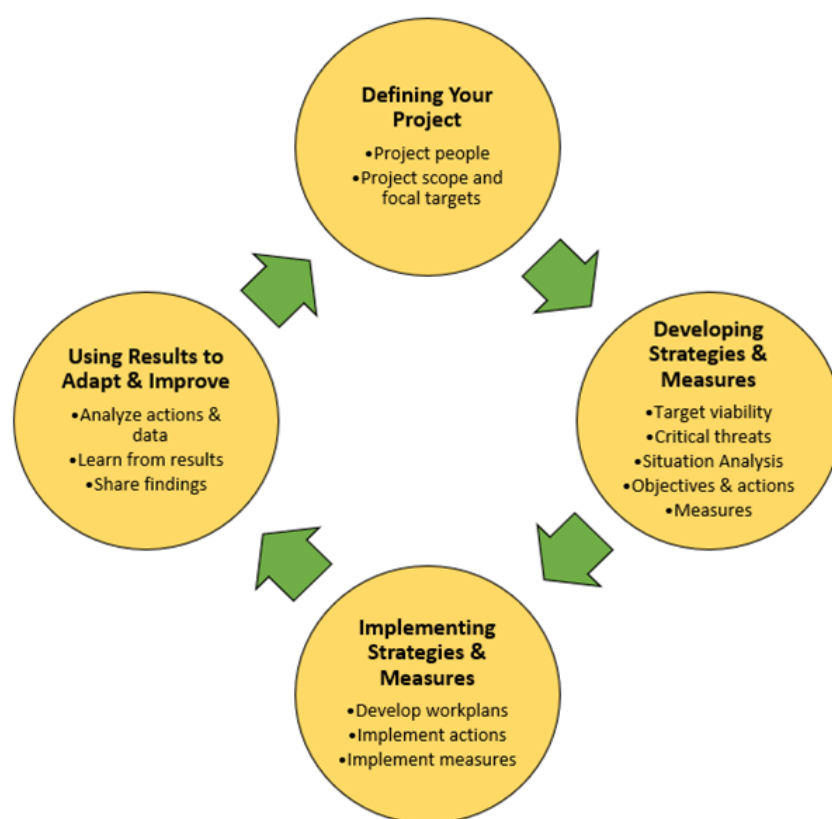 Defining Your
Project
•Project people
•Project scope and
focal targets
Developing
Strategies &
Measures
•Target viability
•Critical threats
•Situation Analysis
•Objectives & actions
•Measures
Implementing
Strategies &
Measures
•Develop workplans
•Implement actions
•Implement measures
Using Results to
Adapt & Improve
•Analyze actions &
data
•Learn from results
•Share findings